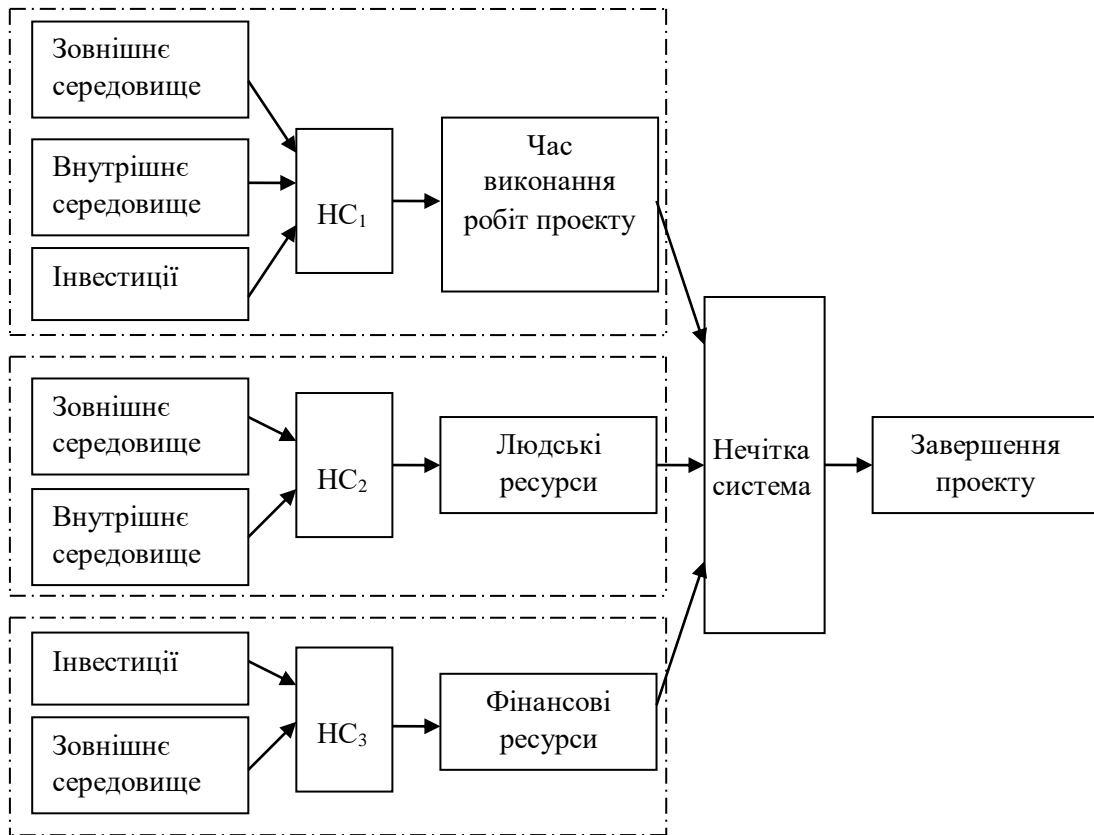 Зовнішнє
середовище
Внутрішнє
середовище
Інвестиції
НС₁
Час
виконання
робіт проекту
Зовнішнє
середовище
Внутрішнє
середовище
НС₂
Людські
ресурси
Інвестиції
Зовнішнє
середовище
НС₃
Фінансові
ресурси
Нечітка
система
Завершення
проекту